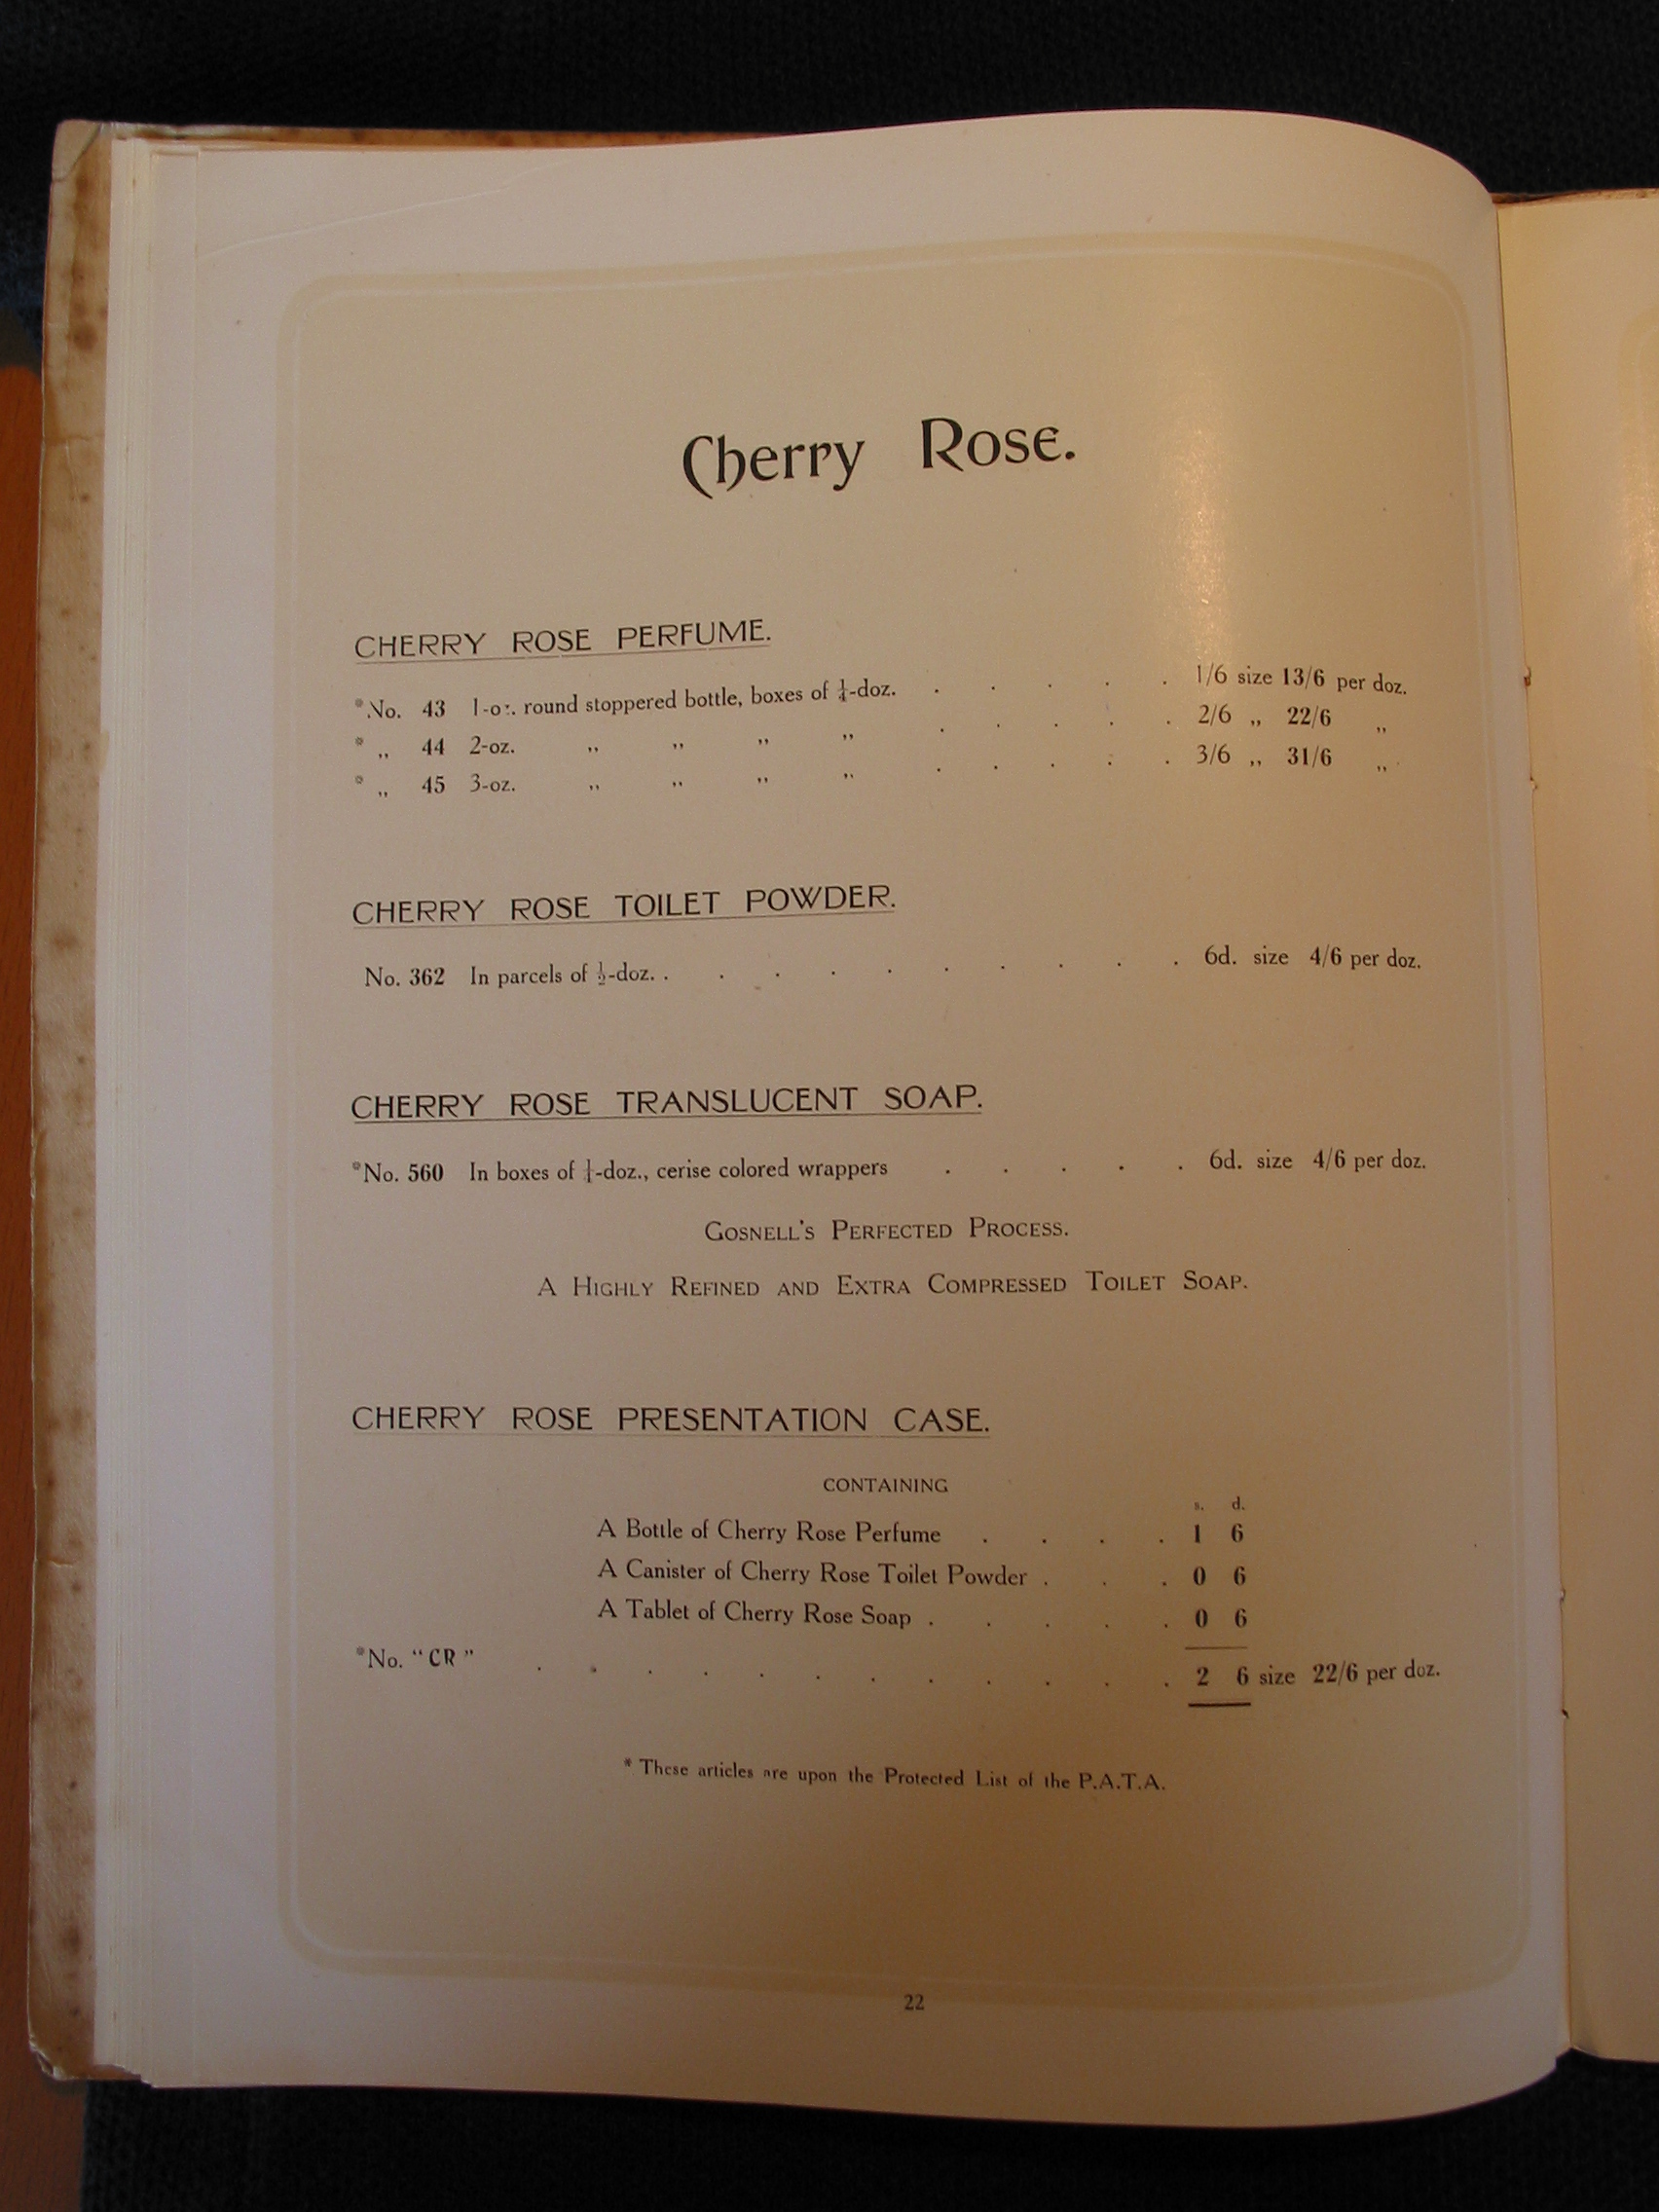 Cherry Rose.
CHERRY ROSE PERFUME.
*No. 43 1-oz. round stoppered bottle, boxes of ¼-doz. . . . . . 1/6 size 13/6 per doz.
* ,, 44 2-oz. ,, ,, ,, ,, . . . . . 2/6 ,, 22/6 ,,
* ,, 45 3-oz. ,, ,, ,, ,, . . . . . 3/6 ,, 31/6 ,,
CHERRY ROSE TOILET POWDER.
No. 362 In parcels of ½-doz. . . . . . . . . . . 6d. size 4/6 per doz.
CHERRY ROSE TRANSLUCENT SOAP.
*No. 560 In boxes of ¼-doz., cerise colored wrappers . . . . . 6d. size 4/6 per doz.
GOSNELL'S PERFECTED PROCESS.
A HIGHLY REFINED AND EXTRA COMPRESSED TOILET SOAP.
CHERRY ROSE PRESENTATION CASE.
CONTAINING
s. d.
A Bottle of Cherry Rose Perfume . . . . 1 6
A Canister of Cherry Rose Toilet Powder . . . 0 6
A Tablet of Cherry Rose Soap . . . . . 0 6
*No. "CR" . . . . . . . . . . . . 2 6 size 22/6 per doz.
* These articles are upon the Protected List of the P.A.T.A.
22